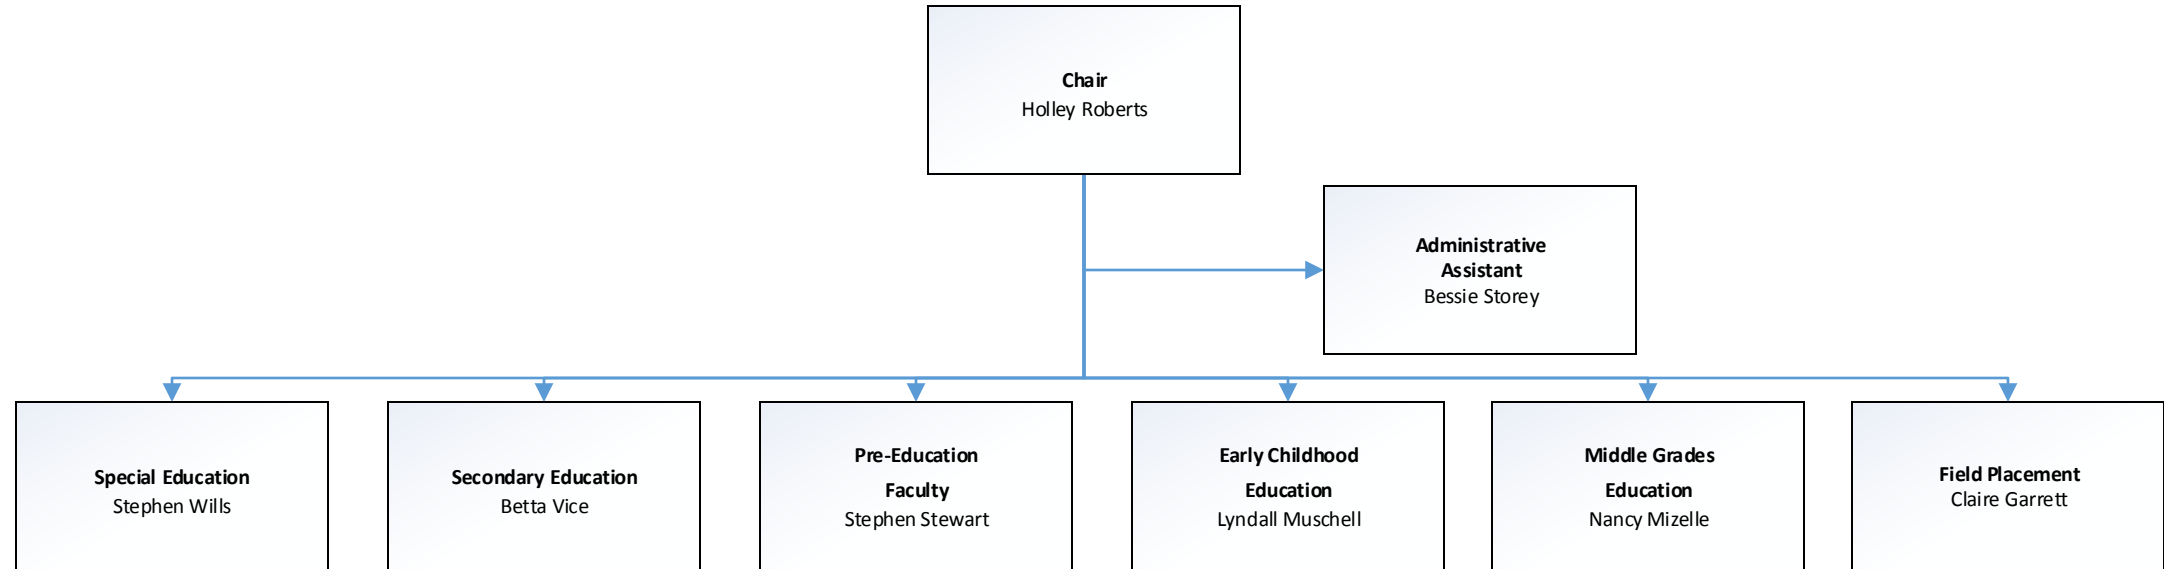 Chair
Holley Roberts
Administrative
Assistant
Bessie Storey
Special Education
Stephen Wills
Secondary Education
Betta Vice
Pre-Education
Faculty
Stephen Stewart
Early Childhood
Education
Lyndall Muschell
Middle Grades
Education
Nancy Mizelle
Field Placement
Claire Garrett